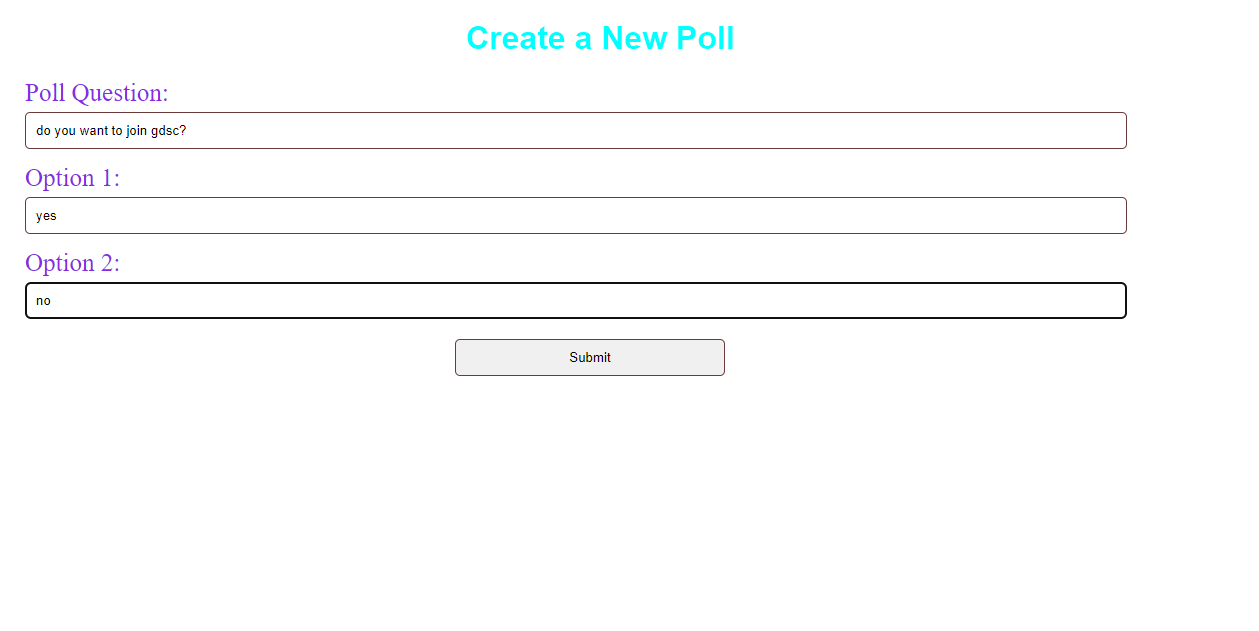 Create a New Poll
Poll Question:
do you want to join gdsc?
Option 1:
yes
Option 2:
no
Submit